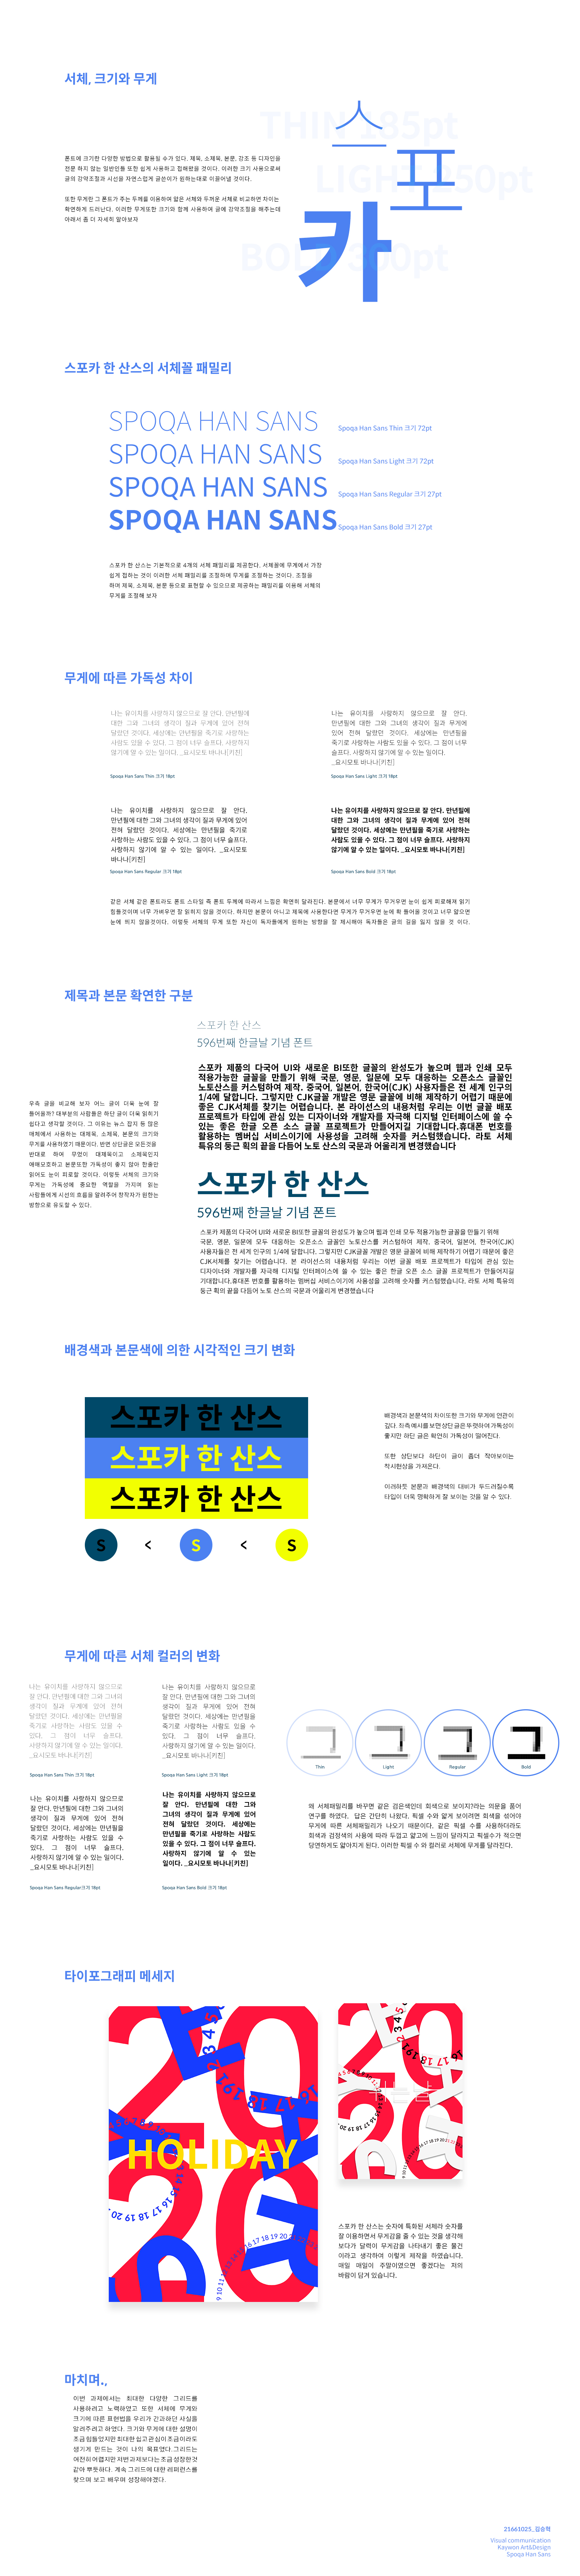 서체, 크기와 무게
THIN 185pt
스
LIGHT 250pt
포
BOLD 300pt
카
폰트에 크기란 다양한 방법으로 활용될 수가 있다. 제목, 소제목, 본문, 강조 등 디자인을
전문 하지 않는 일반인들 또한 쉽게 사용하고 접해봤을 것이다. 이러한 크기 사용으로써
글의 강약조절과 시선을 자연스럽게 글쓴이가 원하는대로 이끌어낼 것이다.
또한 무게란 그 폰트가 주는 두께를 이용하여 얇은 서체와 두꺼운 서체로 비교하면 차이는
확연하게 드러난다. 이러한 무게또한 크기와 함께 사용하여 글에 강약조절을 해주는데
아래서 좀 더 자세히 알아보자
스포카 한 산스의 서체꼴 패밀리
SPOQA HAN SANS
Spoqa Han Sans Thin 크기 72pt
SPOQA HAN SANS
Spoqa Han Sans Light 크기 72pt
SPOQA HAN SANS
Spoqa Han Sans Regular 크기 27pt
SPOQA HAN SANS
Spoqa Han Sans Bold 크기 27pt
스포카 한 산스는 기본적으로 4개의 서체 패밀리를 제공한다. 서체꼴에 무게에서 가장
쉽게 접하는 것이 이러한 서체 패밀리를 조절하며 무게를 조절하는 것이다. 조절을
하며 제목, 소제목, 본문 등으로 표현할 수 있으므로 제공하는 패밀리를 이용해 서체의
무게를 조절해 보자
무게에 따른 가독성 차이
나는 유이치를 사랑하지 않으므로 잘 안다. 만년필에
대한 그와 그녀의 생각이 질과 무게에 있어 전혀
달랐던 것이다. 세상에는 만년필을 죽기로 사랑하는
사람도 있을 수 있다. 그 점이 너무 슬프다. 사랑하지
않기에 알 수 있는 일이다. _요시모토 바나나[키친]
Spoqa Han Sans Thin 크기 18pt
나는 유이치를 사랑하지 않으므로 잘 안다.
만년필에 대한 그와 그녀의 생각이 질과 무게에
있어 전혀 달랐던 것이다. 세상에는 만년필을
죽기로 사랑하는 사람도 있을 수 있다. 그 점이 너무
슬프다. 사랑하지 않기에 알 수 있는 일이다.
_요시모토 바나나[키친]
Spoqa Han Sans Light 크기 18pt
나는 유이치를 사랑하지 않으므로 잘 안다.
만년필에 대한 그와 그녀의 생각이 질과 무게에 있어
전혀 달랐던 것이다. 세상에는 만년필을 죽기로
사랑하는 사람도 있을 수 있다. 그 점이 너무 슬프다.
사랑하지 않기에 알 수 있는 일이다. _요시모토
바나나[키친]
Spoqa Han Sans Regular 크기 18pt
나는 유이치를 사랑하지 않으므로 잘 안다. 만년필에
대한 그와 그녀의 생각이 질과 무게에 있어 전혀
달랐던 것이다. 세상에는 만년필을 죽기로 사랑하는
사람도 있을 수 있다. 그 점이 너무 슬프다. 사랑하지
않기에 알 수 있는 일이다. _요시모토 바나나[키친]
Spoqa Han Sans Bold 크기 18pt
같은 서체 같은 폰트라도 폰트 스타일 즉 폰트 두께에 따라서 느낌은 확연히 달라진다. 본문에서 너무 무게가 무거우면 눈이 쉽게 피로해져 읽기
힘들것이며 너무 가벼우면 잘 읽히지 않을 것이다. 하지만 본문이 아니고 제목에 사용한다면 무게가 무거우면 눈에 확 들어올 것이고 너무 얇으면
눈에 띄지 않을것이다. 이렇듯 서체의 무게 또한 자신이 독자들에게 원하는 방향을 잘 제시해야 독자들은 글의 길을 잃지 않을 것 이다.
제목과 본문 확연한 구분
스포카 한 산스
596번째 한글날 기념 폰트
스포카 제품의 다국어 UI와 새로운 BI또한 글꼴의 완성도가 높으며 웹과 인쇄 모두
적용가능한 글꼴을 만들기 위해 국문, 영문, 일문에 모두 대응하는 오픈소스 글꼴인
노토산스를 커스텀하여 제작. 중국어, 일본어, 한국어(CJK) 사용자들은 전 세계 인구의
1/4에 달합니다. 그렇지만 CJK글꼴 개발은 영문 글꼴에 비해 제작하기 어렵기 때문에
좋은 CJK서체를 찾기는 어렵습니다. 본 라이선스의 내용처럼 우리는 이번 글꼴 배포
프로젝트가 타입에 관심 있는 디자이너와 개발자를 자극해 디지털 인터페이스에 쓸 수
있는 좋은 한글 오픈 소스 글꼴 프로젝트가 만들어지길 기대합니다.휴대폰 번호를
활용하는 멤버십 서비스이기에 사용성을 고려해 숫자를 커스텀했습니다. 라토 서체
특유의 둥근 획의 끝을 다듬어 노토 산스의 국문과 어울리게 변경했습니다
우측 글을 비교해 보자 어느 글이 더욱 눈에 잘
들어올까? 대부분의 사람들은 하단 글이 더욱 읽히기
쉽다고 생각할 것이다. 그 이유는 뉴스 잡지 등 많은
매체에서 사용하는 대제목, 소제목, 본문의 크기와
무게를 사용하였기 때문이다. 반면 상단글은 모든것을
반대로 하여 무엇이 대제목이고 소제목인지
애매모호하고 본문또한 가독성이 좋지 않아 한줄만
읽어도 눈이 피로할 것이다. 이렇듯 서체의 크기와
무게는 가독성에 중요한 역할을 가지며 읽는
사람들에게 시선의 흐름을 알려주어 창작자가 원하는
방향으로 유도할 수 있다.
스포카 한 산스
596번째 한글날 기념 폰트
스포카 제품의 다국어 UI와 새로운 BI또한 글꼴의 완성도가 높으며 웹과 인쇄 모두 적용가능한 글꼴을 만들기 위해
국문, 영문, 일문에 모두 대응하는 오픈소스 글꼴인 노토산스를 커스텀하여 제작. 중국어, 일본어, 한국어(CJK)
사용자들은 전 세계 인구의 1/4에 달합니다. 그렇지만 CJK글꼴 개발은 영문 글꼴에 비해 제작하기 어렵기 때문에 좋은
CJK서체를 찾기는 어렵습니다. 본 라이선스의 내용처럼 우리는 이번 글꼴 배포 프로젝트가 타입에 관심 있는
디자이너와 개발자를 자극해 디지털 인터페이스에 쓸 수 있는 좋은 한글 오픈 소스 글꼴 프로젝트가 만들어지길
기대합니다.휴대폰 번호를 활용하는 멤버십 서비스이기에 사용성을 고려해 숫자를 커스텀했습니다. 라토 서체 특유의
둥근 획의 끝을 다듬어 노토 산스의 국문과 어울리게 변경했습니다
배경색과 본문색에 의한 시각적인 크기 변화
스포카 한 산스
스포카 한 산스
스포카 한 산스
S < S < S
배경색과 본문색의 차이또한 크기와 무게에 연관이
깊다. 좌측예시를 보면 상단글은 뚜렷하여 가독성이
좋지만 하단 글은 확연히 가독성이 떨어진다.
또한 상단보다 하단이 글이 좀더 작아보이는
착시현상을 가져온다.
이러하듯 본문과 배경색의 대비가 두드러질수록
타입이 더욱 명확하게 잘 보이는 것을 알 수 있다.
무게에 따른 서체 컬러의 변화
나는 유이치를 사랑하지 않으므로
잘 안다. 만년필에 대한 그와 그녀의
생각이 질과 무게에 있어 전혀
달랐던 것이다. 세상에는 만년필을
죽기로 사랑하는 사람도 있을 수
있다. 그 점이 너무 슬프다.
사랑하지 않기에 알 수 있는 일이다.
_요시모토 바나나[키친]
Spoqa Han Sans Thin 크기 18pt
나는 유이치를 사랑하지 않으므로
잘 안다. 만년필에 대한 그와 그녀의
생각이 질과 무게에 있어 전혀
달랐던 것이다. 세상에는 만년필을
죽기로 사랑하는 사람도 있을 수
있다. 그 점이 너무 슬프다.
사랑하지 않기에 알 수 있는 일이다.
_요시모토 바나나[키친]
Spoqa Han Sans Light 크기 18pt
Thin
Light
Regular
Bold
나는 유이치를 사랑하지 않으므로
잘 안다. 만년필에 대한 그와 그녀의
생각이 질과 무게에 있어 전혀
달랐던 것이다. 세상에는 만년필을
죽기로 사랑하는 사람도 있을 수
있다. 그 점이 너무 슬프다.
사랑하지 않기에 알 수 있는 일이다.
_요시모토 바나나[키친]
Spoqa Han Sans Regular크기 18pt
나는 유이치를 사랑하지 않으므로
잘 안다. 만년필에 대한 그와
그녀의 생각이 질과 무게에 있어
전혀 달랐던 것이다. 세상에는
만년필을 죽기로 사랑하는 사람도
있을 수 있다. 그 점이 너무 슬프다.
사랑하지 않기에 알 수 있는
일이다. _요시모토 바나나[키친]
Spoqa Han Sans Bold 크기 18pt
왜 서체패밀리를 바꾸면 같은 검은색인데 회색으로 보이지?라는 의문을 품어
연구를 하였다. 답은 간단히 나왔다. 픽셀 수와 얇게 보이려면 회색을 섞여야
무게에 따른 서체패밀리가 나오기 때문이다. 같은 픽셀 수를 사용하더라도
회색과 검정색의 사용에 따라 두껍고 얇고에 느낌이 달라지고 픽셀수가 적으면
당연하게도 얇아지게 된다. 이러한 픽셀 수 와 컬러로 서체에 무게를 달라진다.
타이포그래피 메세지
20
HOLIDAY
20
스포카 한 산스는 숫자에 특화된 서체라 숫자를
잘 이용하면서 무게감을 줄 수 있는 것을 생각해
보다가 달력이 무게감을 나타내기 좋은 물건
이라고 생각하여 이렇게 제작을 하였습니다.
매일 매일이 주말이였으면 좋겠다는 저의
바람이 담겨 있습니다.
마치며.,
이번 과제에서는 최대한 다양한 그리드를
사용하려고 노력하였고 또한 서체에 무게와
크기에 따른 표현법을 우리가 간과하던 사실을
알려주려고 하였다. 크기와 무게에 대한 설명이
조금 힘들었지만 최대한 쉽고 관심이 조금이라도
생기게 만드는 것이 나의 목표였다. 그리드는
여전히 어렵지만 저번 과제보다는 조금 성장한것
같아 뿌듯하다. 계속 그리드에 대한 레퍼런스를
찾으며 보고 배우며 성장해야겠다.
21661025_김승혁
Visual communication
Kaywon Art&Design
Spoqa Han Sans